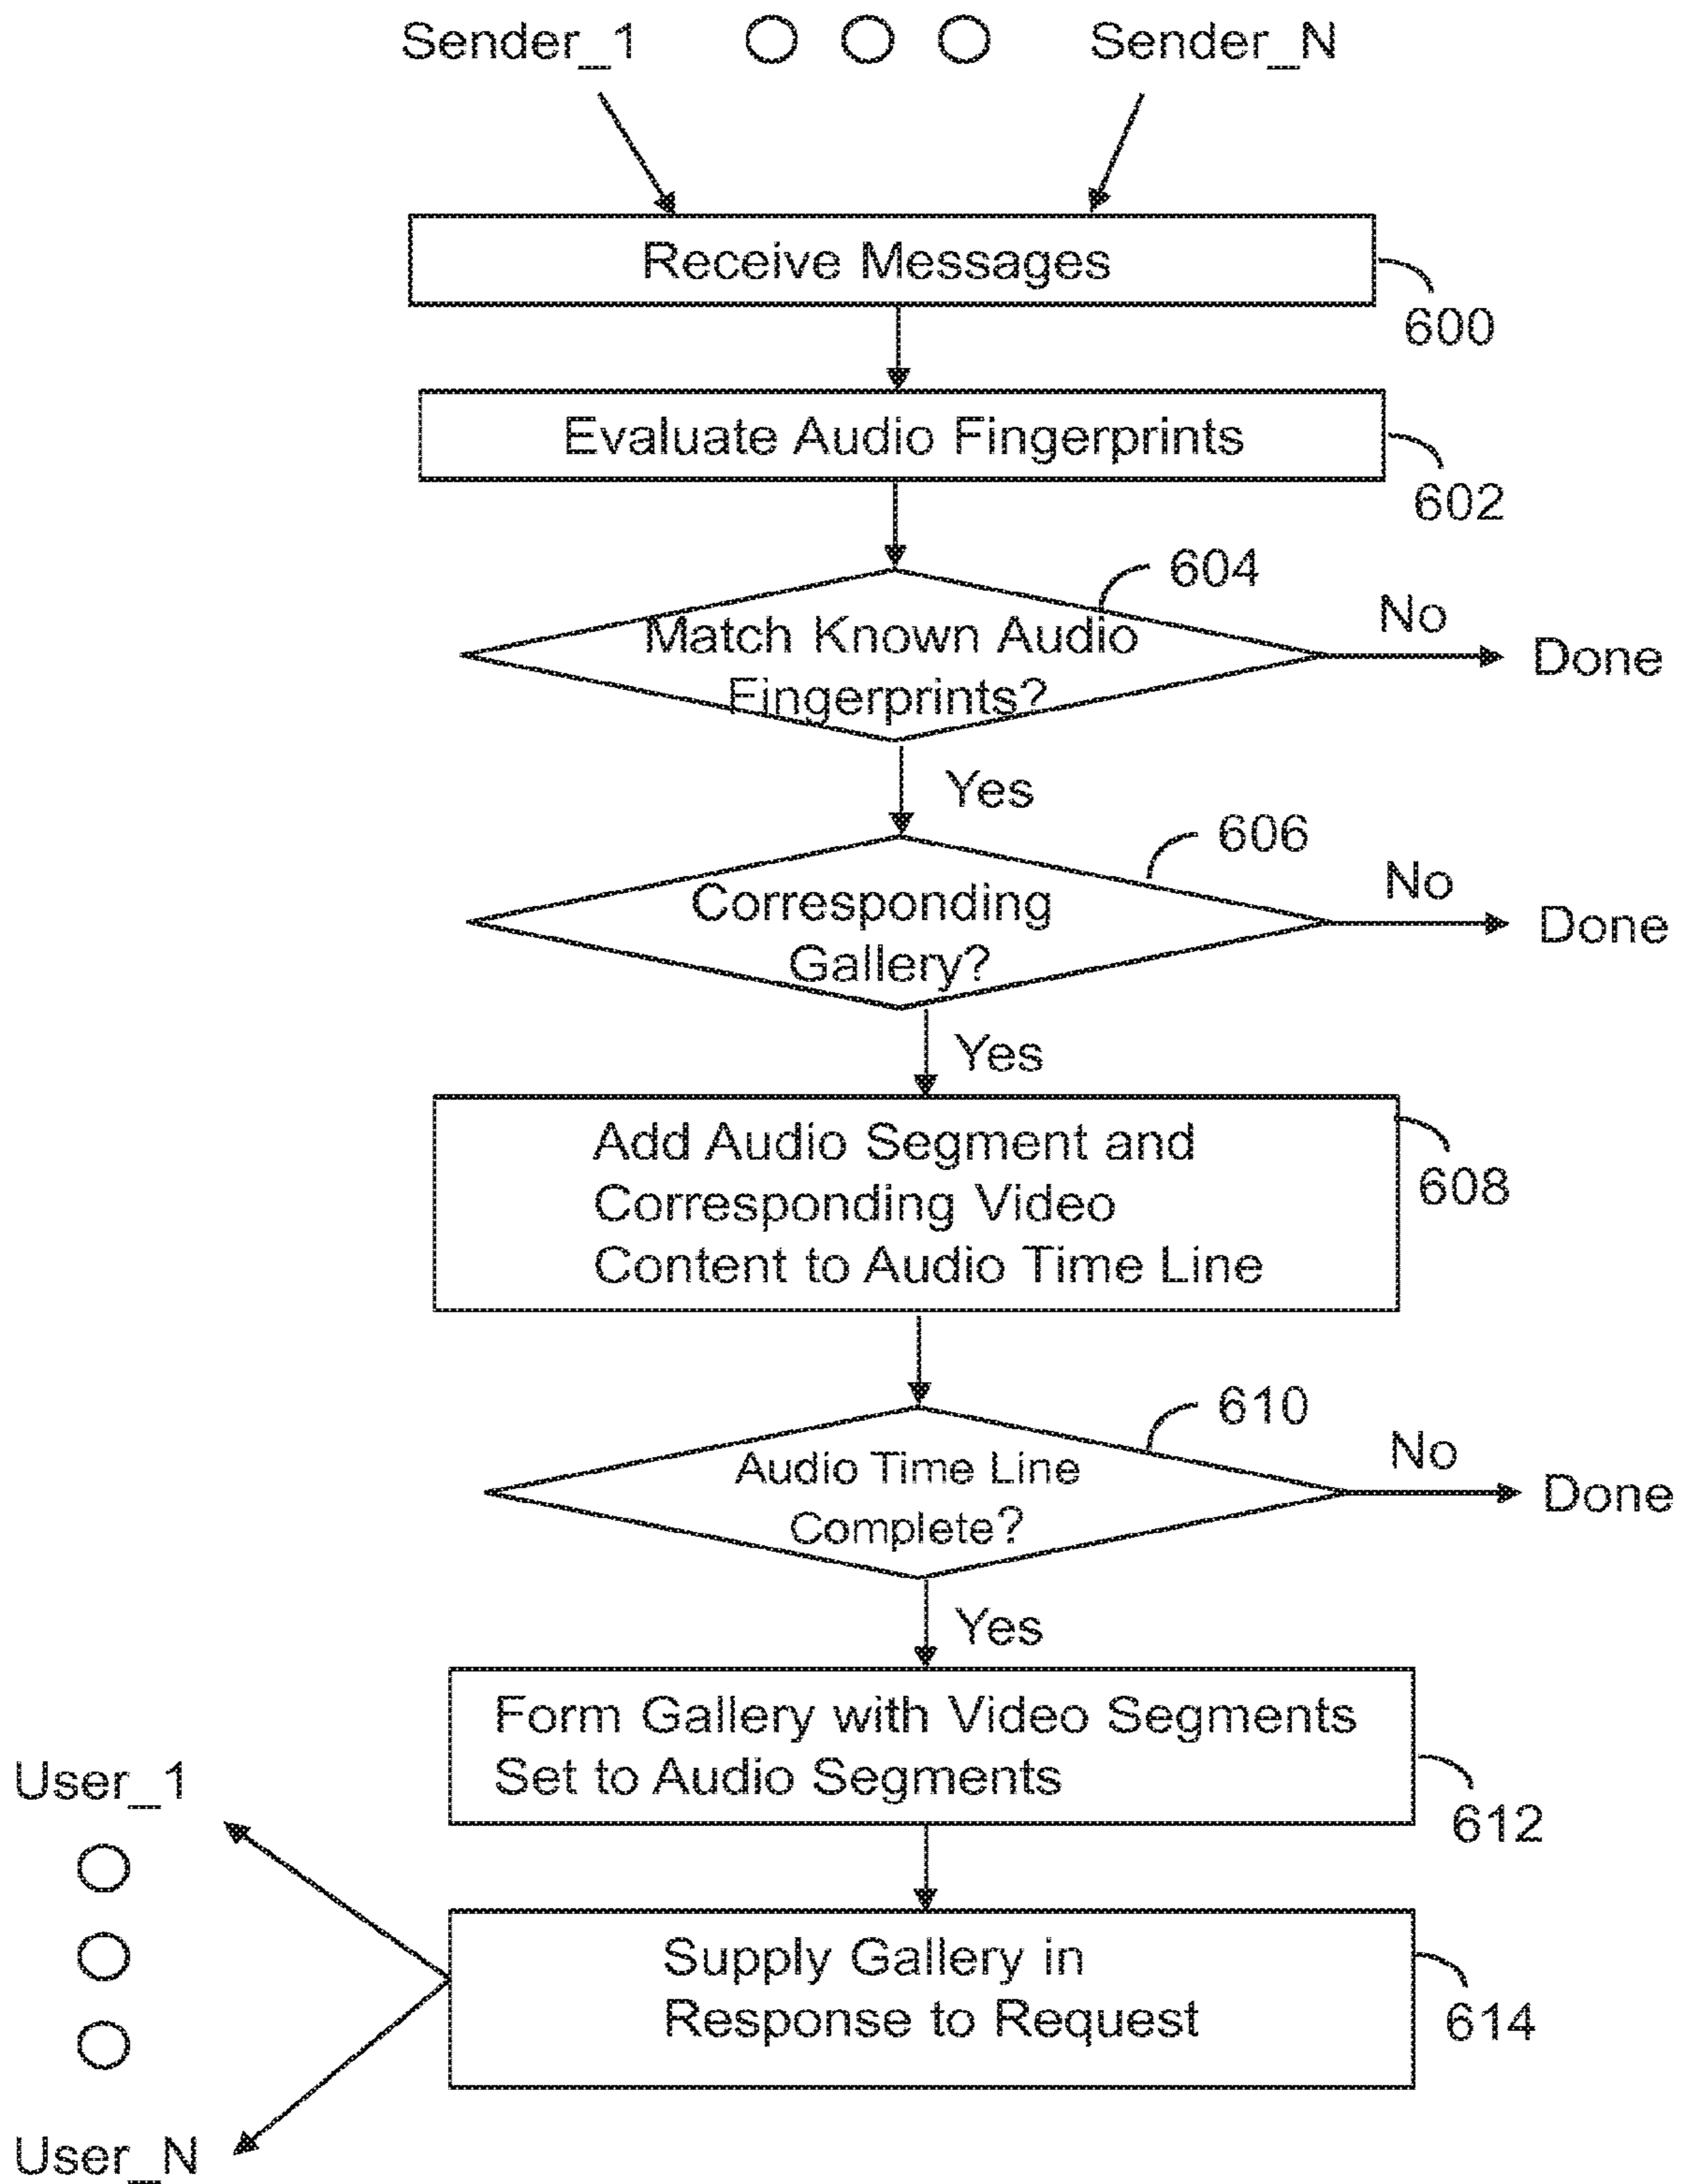 Sender_1 Sender_N
Receive Messages
600
Evaluate Audio Fingerprints
602
604
Match Known Audio
Fingerprints?
No
Done
Yes
606
Corresponding
Gallery?
No
Done
Yes
Add Audio Segment and
Corresponding Video
Content to Audio Time Line
608
610
Audio Time Line
Complete?
No
Done
Yes
Form Gallery with Video Segments
Set to Audio Segments
612
User_1
Supply Gallery in
Response to Request
614
User_N